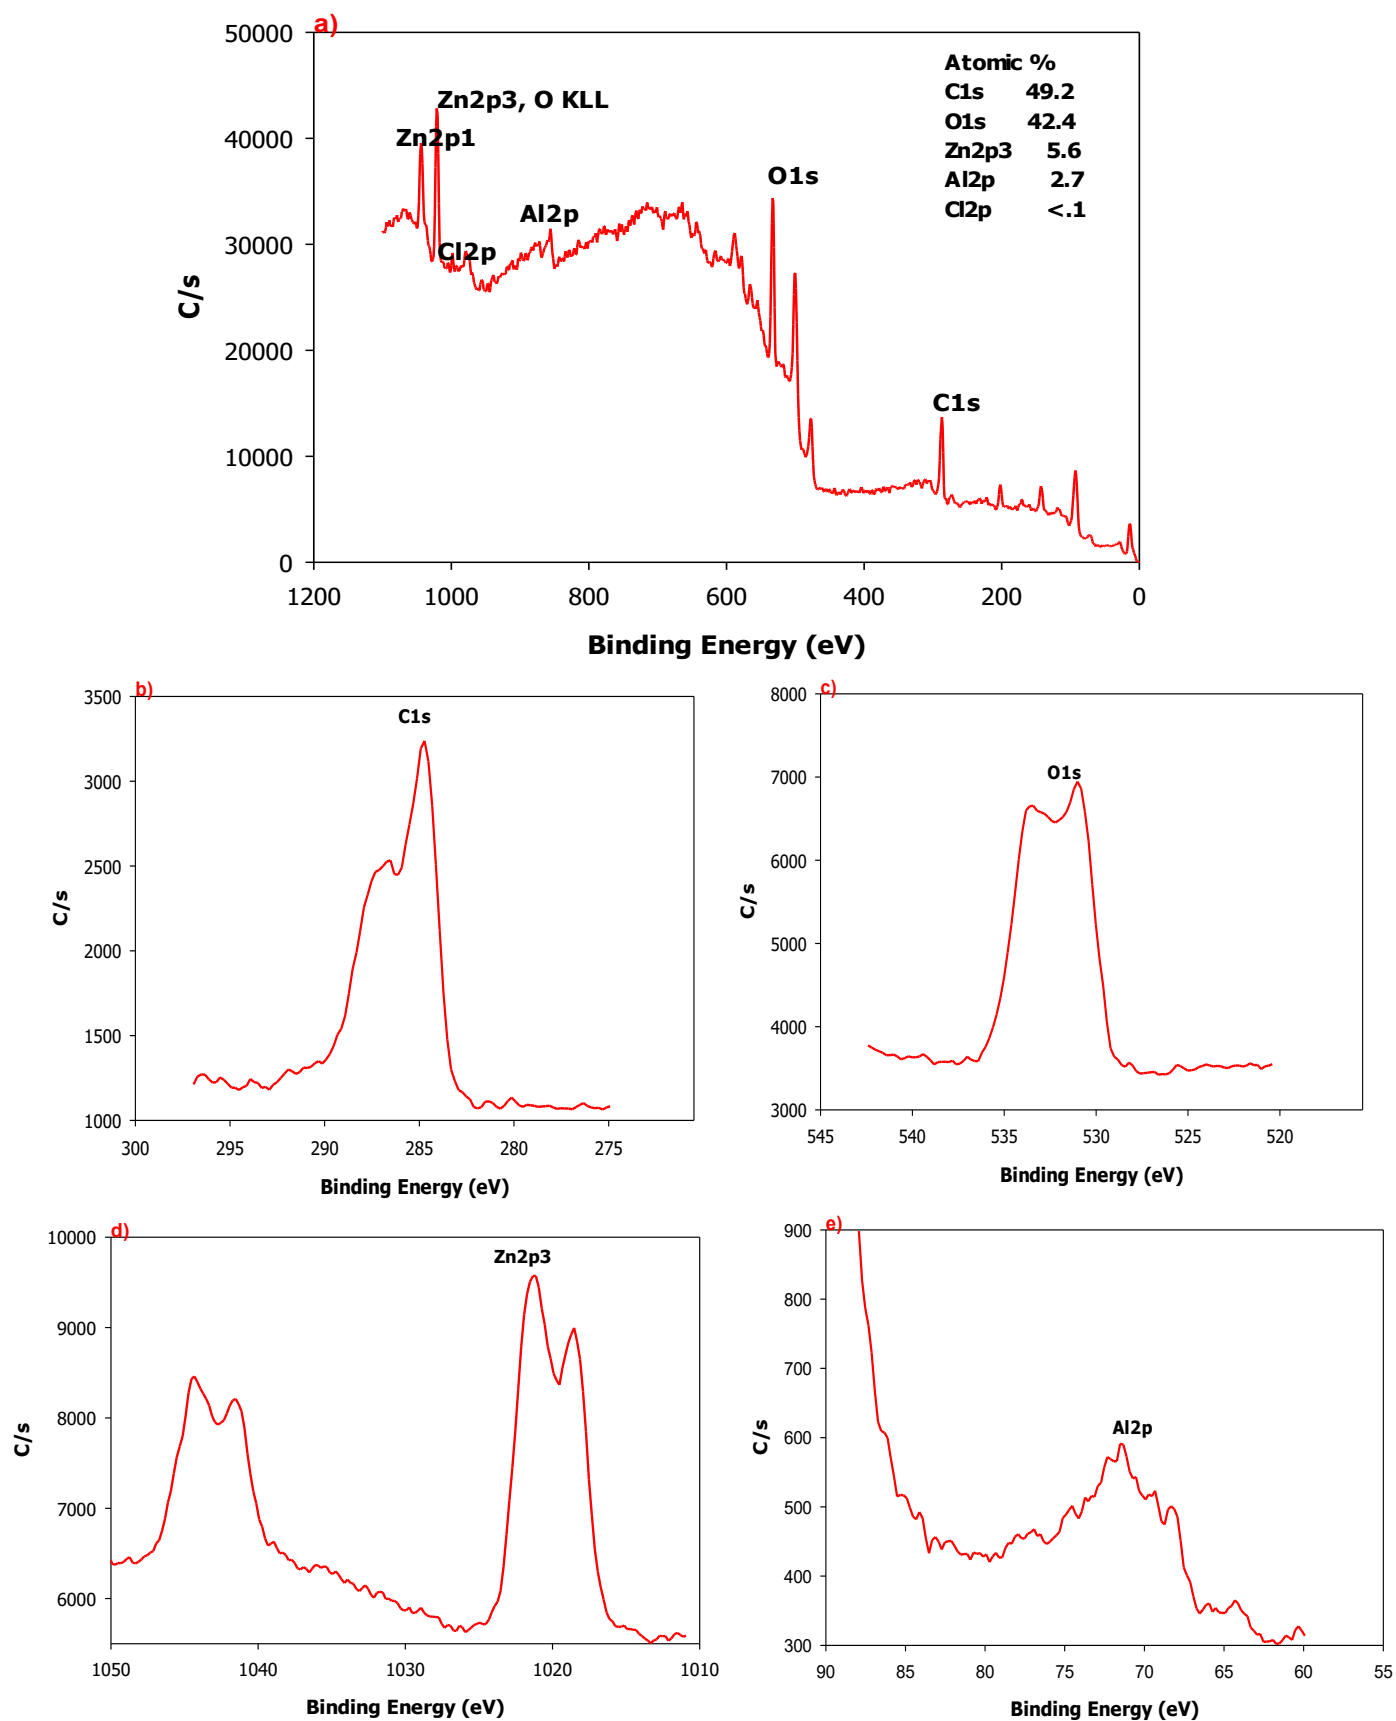 a)
50000
40000
30000
20000
10000
0
C/s
Zn2p3, O KLL
Zn2p1
Cl2p
Al2p
O1s
C1s
Atomic %
C1s 49.2
O1s 42.4
Zn2p3 5.6
Al2p 2.7
Cl2p <.1
1200 1000 800 600 400 200 0
Binding Energy (eV)
b)
3500
3000
2500
2000
1500
1000
C/s
C1s
300 295 290 285 280 275
Binding Energy (eV)
c)
8000
7000
6000
5000
4000
3000
C/s
O1s
545 540 535 530 525 520
Binding Energy (eV)
d)
10000
9000
8000
7000
6000
C/s
Zn2p3
1050 1040 1030 1020 1010
Binding Energy (eV)
e)
900
800
700
600
500
400
300
C/s
Al2p
90 85 80 75 70 65 60 55
Binding Energy (eV)